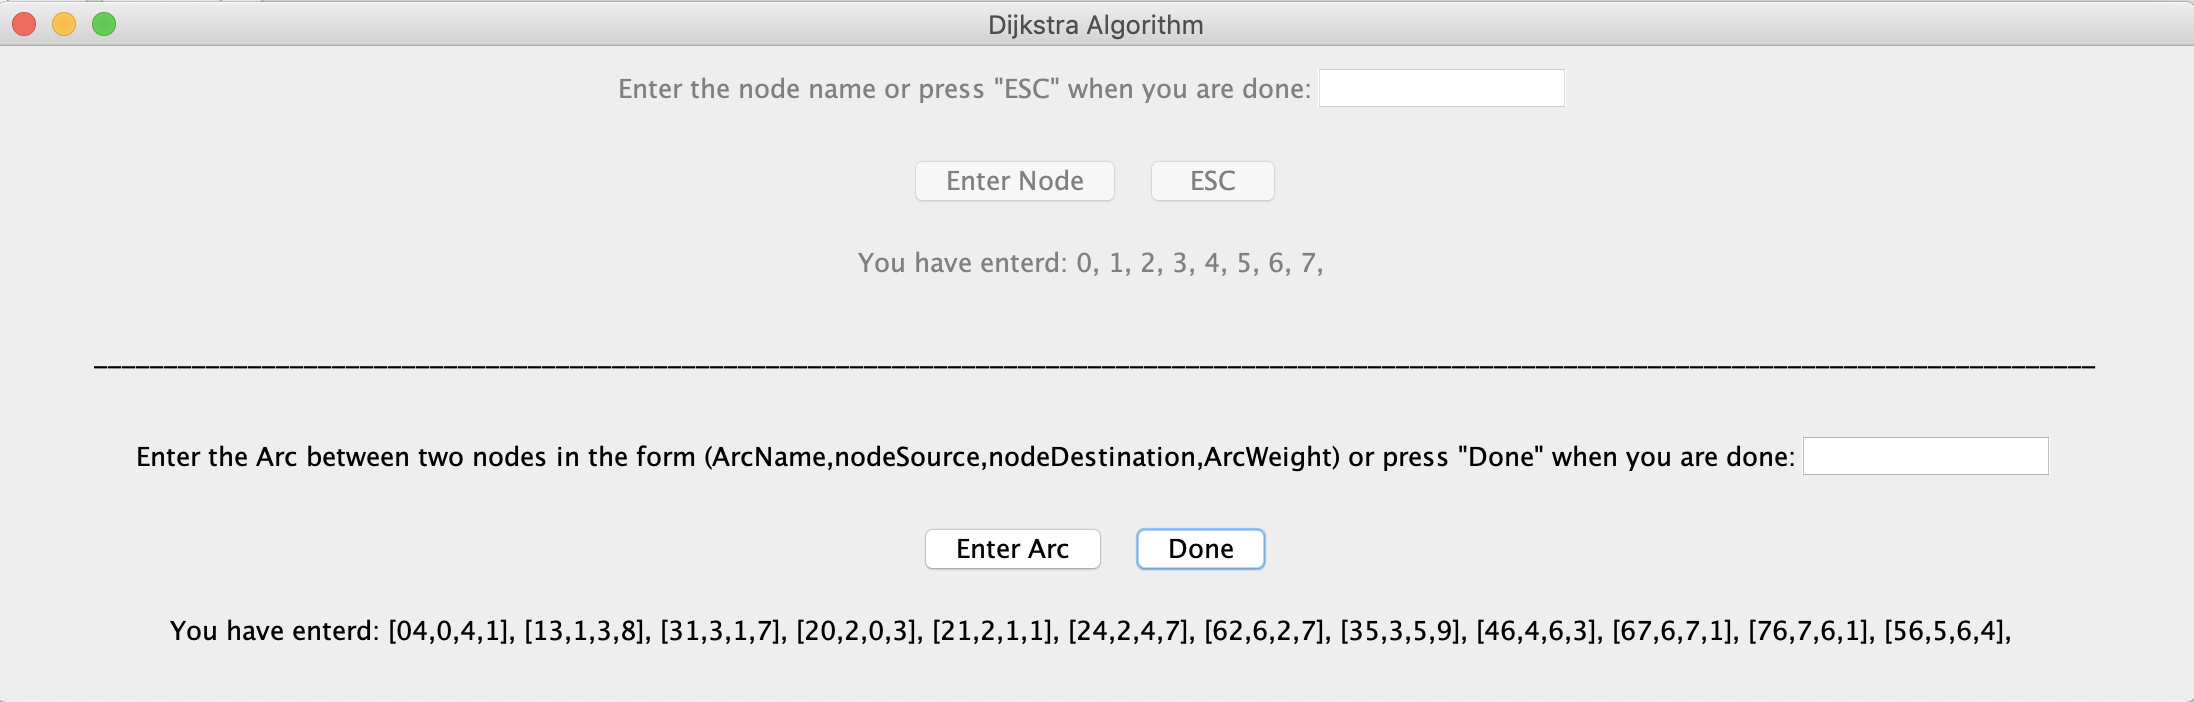 Dijkstra Algorithm
Enter the node name or press "ESC" when you are done:
Enter Node ESC
You have enterd: 0, 1, 2, 3, 4, 5, 6, 7,
Enter the Arc between two nodes in the form (ArcName,nodeSource,nodeDestination,ArcWeight) or press "Done" when you are done:
Enter Arc Done
You have enterd: [04,0,4,1], [13,1,3,8], [31,3,1,7], [20,2,0,3], [21,2,1,1], [24,2,4,7], [62,6,2,7], [35,3,5,9], [46,4,6,3], [67,6,7,1], [76,7,6,1], [56,5,6,4],